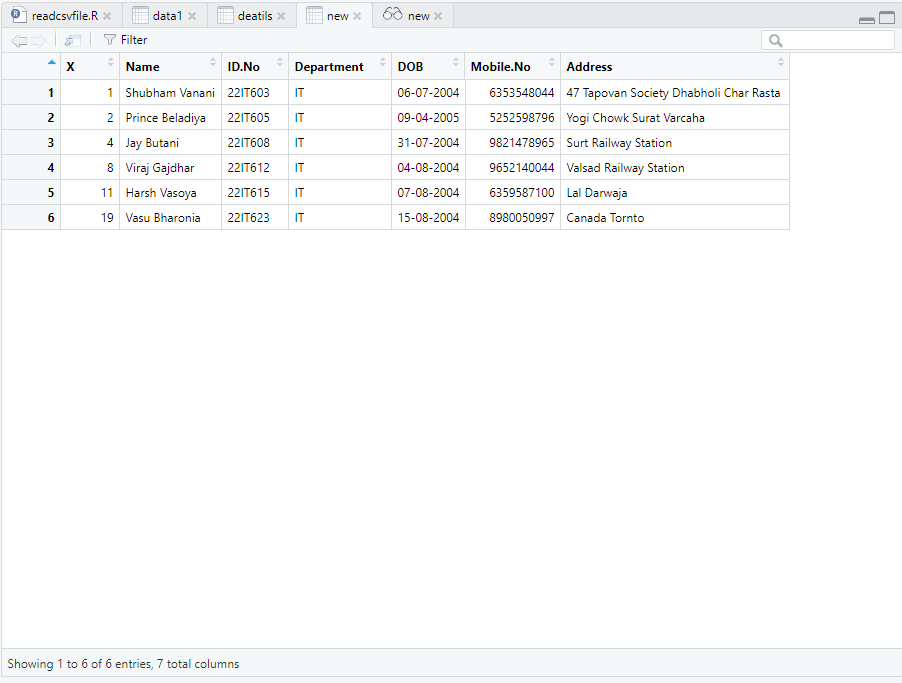 readcsvfile.R data1 deatils new new
Filter
X Name ID.No Department DOB Mobile.No Address
1 1 Shubham Vanani 22IT603 IT 06-07-2004 6353548044 47 Tapovan Society Dhabholi Char Rasta
2 2 Prince Beladiya 22IT605 IT 09-04-2005 5252598796 Yogi Chowk Surat Varcaha
3 4 Jay Butani 22IT608 IT 31-07-2004 9821478965 Surt Railway Station
4 8 Viraj Gajdhar 22IT612 IT 04-08-2004 9652140044 Valsad Railway Station
5 11 Harsh Vasoya 22IT615 IT 07-08-2004 6359587100 Lal Darwaja
6 19 Vasu Bharonia 22IT623 IT 15-08-2004 8980050997 Canada Tornto
Showing 1 to 6 of 6 entries, 7 total columns